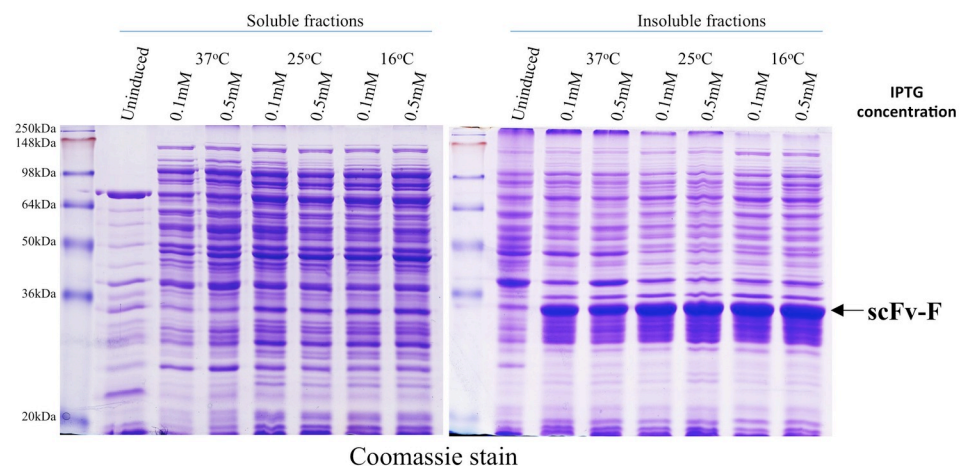 Soluble fractions
Insoluble fractions
37°C 25°C 16°C
37°C 25°C 16°C
Uninduced 0.1mM 0.5mM 0.1mM 0.5mM 0.1mM 0.5mM
Uninduced 0.1mM 0.5mM 0.1mM 0.5mM 0.1mM 0.5mM
IPTG
concentration
250kDa
148kDa
98kDa
64kDa
50kDa
36kDa
20kDa
scFv-F
Coomassie stain